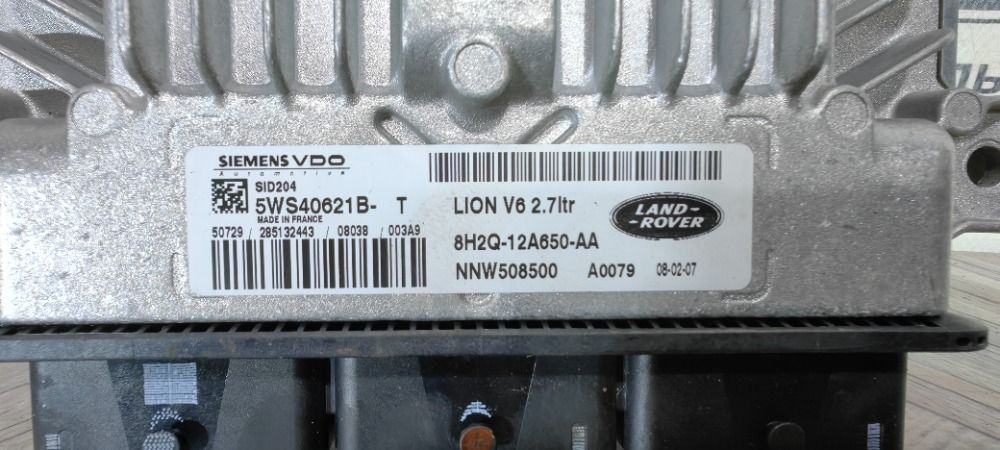 SIEMENS VDO
Automotive
SID204
5WS40621B- T
MADE IN FRANCE
50729 / 285132443 / 08038 / 003A9
LION V6 2.7ltr
8H2Q-12A650-AA
NNW508500 A0079 08-02-07
LAND-
-ROVER